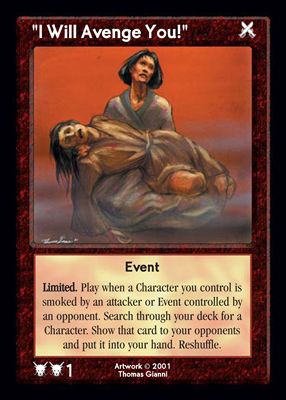 "I Will Avenge You!"
Event
Limited. Play when a Character you control is
smoked by an attacker or Event controlled by
an opponent. Search through your deck for a
Character. Show that card to your opponents
and put it into your hand. Reshuffle.
1
Artwork © 2001
Thomas Gianni